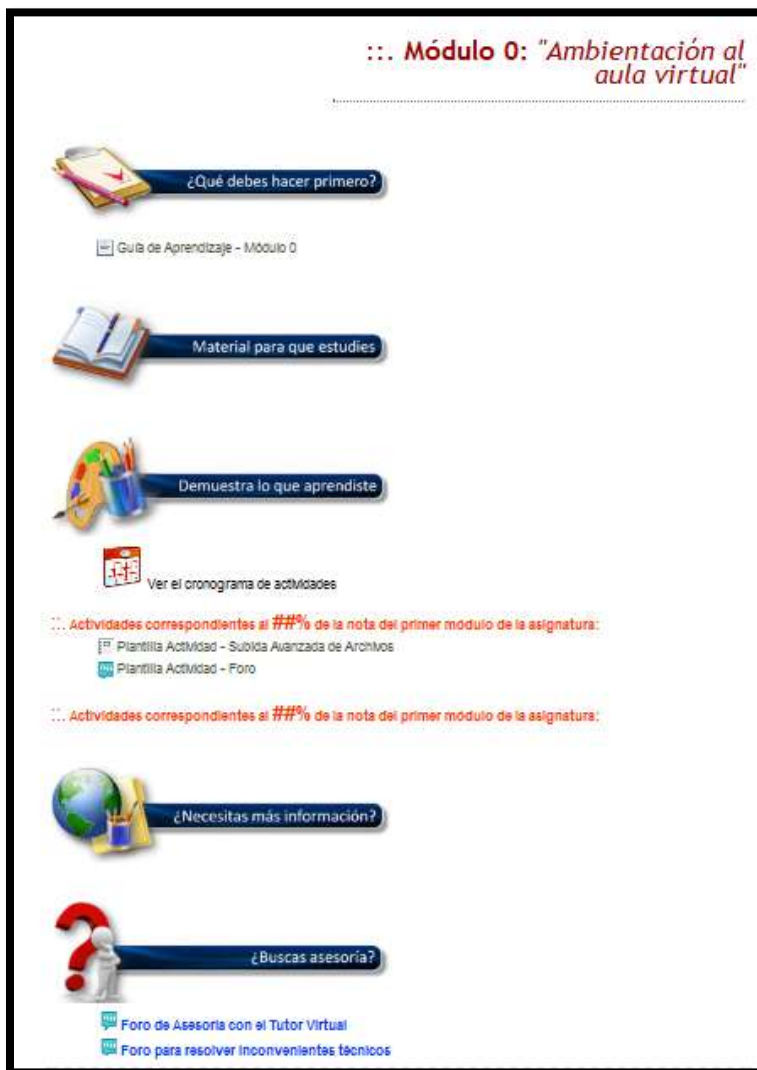 ::. Módulo 0: "Ambientación al
aula virtual"
¿Qué debes hacer primero?
Guía de Aprendizaje - Módulo 0
Material para que estudies
Demuestra lo que aprendiste
Ver el cronograma de actividades
::. Actividades correspondientes al ##% de la nota del primer módulo de la asignatura:
Plantilla Actividad - Subida Avanzada de Archivos
Plantilla Actividad - Foro
::. Actividades correspondientes al ##% de la nota del primer módulo de la asignatura:
¿Necesitas más información?
¿Buscas asesoría?
Foro de Asesoría con el Tutor Virtual
Foro para resolver inconvenientes técnicos